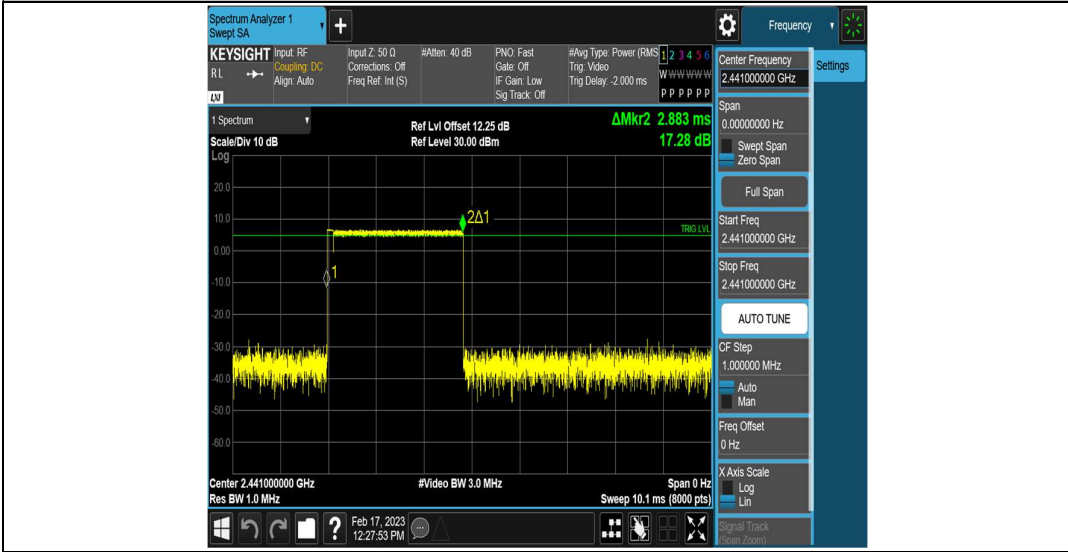 Spectrum Analyzer 1
Swept SA
+
Frequency
KEYSIGHT
R L
LXI
Input: RF
Coupling: DC
Align: Auto
Input Z: 50 Ω
Corrections: Off
Freq Ref: Int (S)
#Atten: 40 dB
PNO: Fast
Gate: Off
IF Gain: Low
Sig Track: Off
#Avg Type: Power (RMS
Trig: Video
Trig Delay: -2.000 ms
1 2 3 4 5 6
W W W W W W
P P P P P P
1 Spectrum
Scale/Div 10 dB
Log
Ref Lvl Offset 12.25 dB
Ref Level 30.00 dBm
ΔMkr2 2.883 ms
17.28 dB
20.0
10.0
0.00
-10.0
-20.0
-30.0
-40.0
-50.0
-60.0
2Δ1
TRIG LVL
1
Center 2.441000000 GHz
Res BW 1.0 MHz
#Video BW 3.0 MHz
Span 0 Hz
Sweep 10.1 ms (8000 pts)
Center Frequency
2.441000000 GHz
Settings
Span
0.00000000 Hz
Swept Span
Zero Span
Full Span
Start Freq
2.441000000 GHz
Stop Freq
2.441000000 GHz
AUTO TUNE
CF Step
1.000000 MHz
Auto
Man
Freq Offset
0 Hz
X Axis Scale
Log
Lin
Signal Track
(Span Zoom)
?
Feb 17, 2023
12:27:53 PM